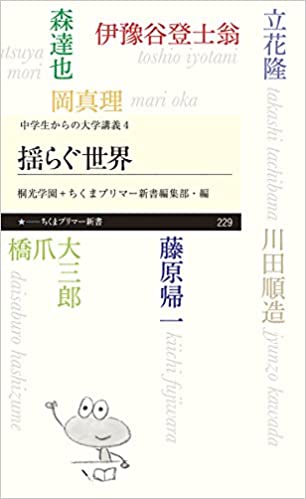 立花隆
takashi tachibana
森達也
tatsuya mori
伊豫谷登士翁
toshio iyotani
岡真理
mari oka
中学生からの大学講義4
揺らぐ世界
桐光学園+ちくまプリマー新書編集部・編
★──ちくまプリマー新書
229
川田順造
junzo kawada
藤原帰一
kiichi fujiwara
橋爪大三郎
daisaburo hashizume